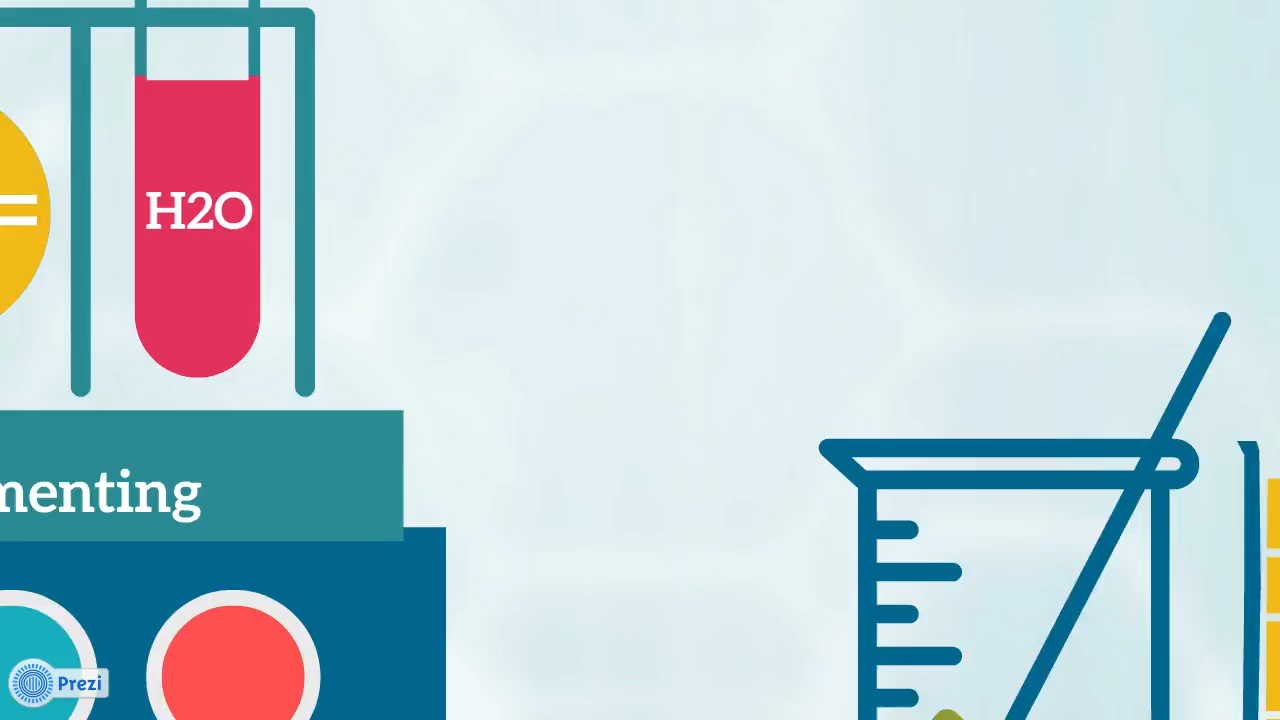 =
H2O
menting
Prezi